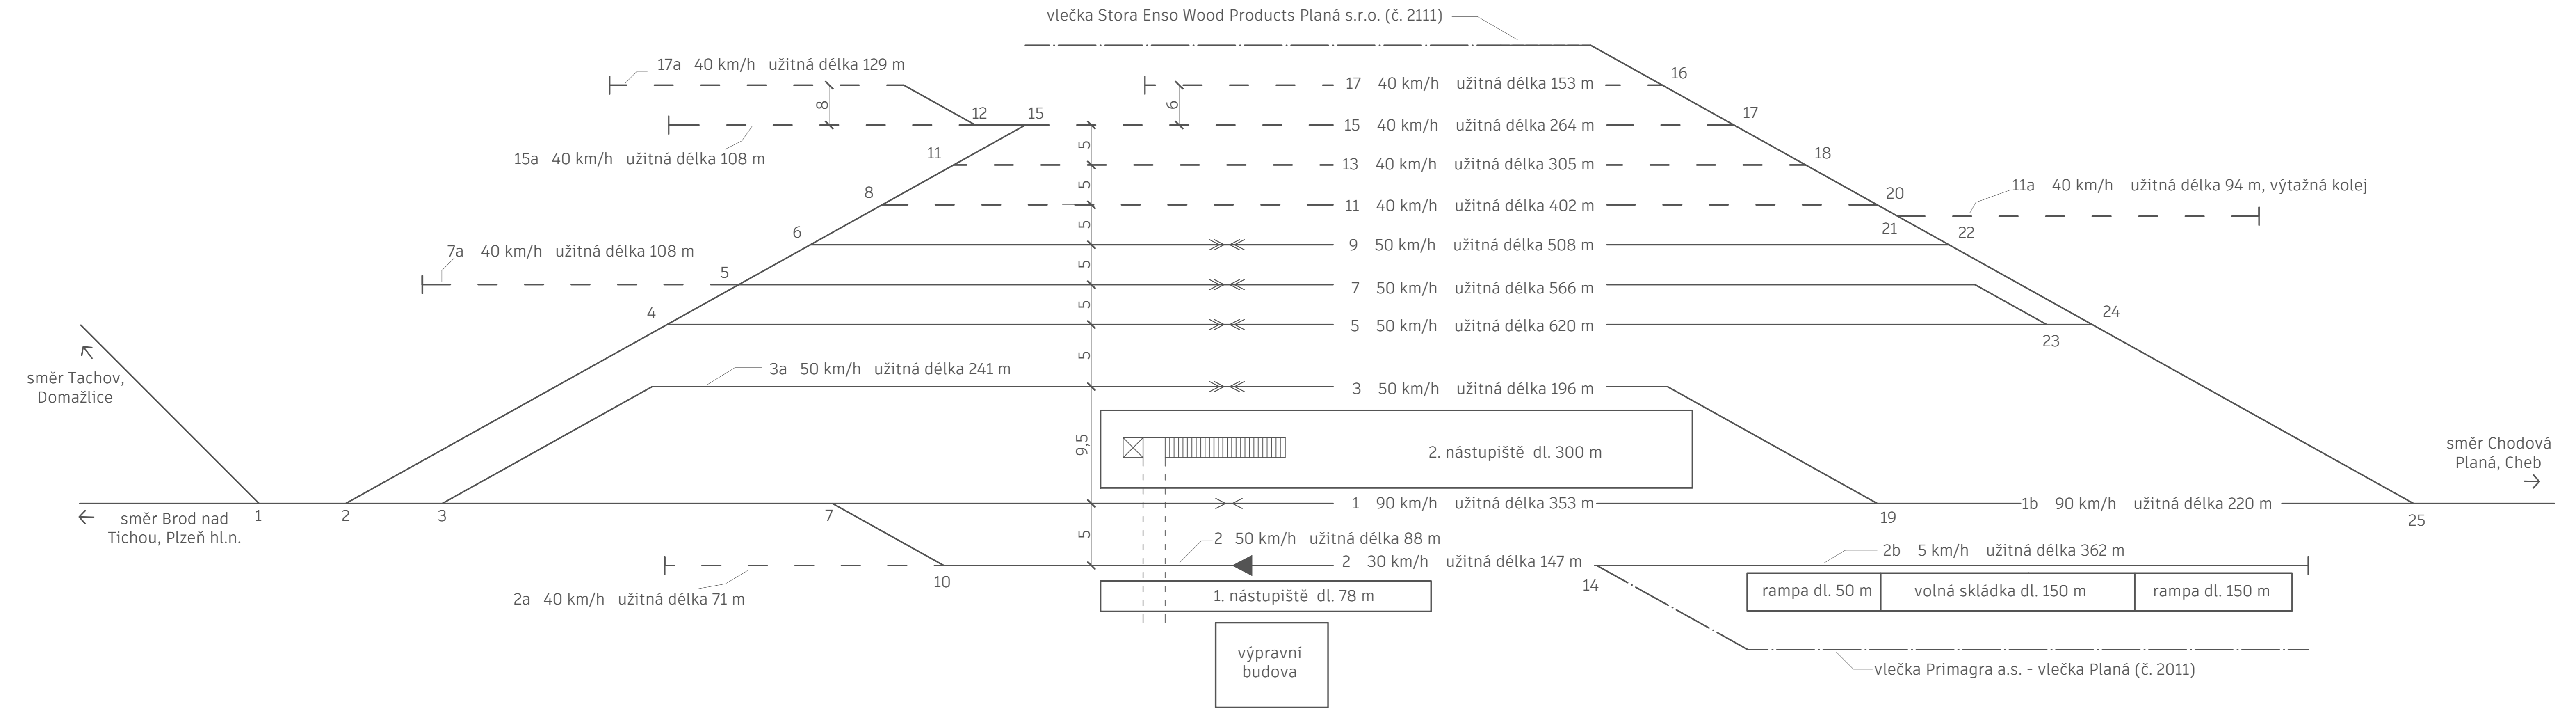 vlečka Stora Enso Wood Products Planá s.r.o. (č. 2111)
17a 40 km/h užitná délka 129 m
17 40 km/h užitná délka 153 m
16
8
6
12
15
17
15 40 km/h užitná délka 264 m
15a 40 km/h užitná délka 108 m
5
11
13 40 km/h užitná délka 305 m
18
5
8
11 40 km/h užitná délka 402 m
20
11a 40 km/h užitná délka 94 m, výtažná kolej
5
6
9 50 km/h užitná délka 508 m
21
22
7a 40 km/h užitná délka 108 m
5
5
7 50 km/h užitná délka 566 m
5
4
5 50 km/h užitná délka 620 m
24
23
5
směr Tachov,
Domažlice
3a 50 km/h užitná délka 241 m
3 50 km/h užitná délka 196 m
9,5
2. nástupiště dl. 300 m
směr Chodová
Planá, Cheb
směr Brod nad
Tichou, Plzeň hl.n.
1
2
3
7
1 90 km/h užitná délka 353 m
19
1b 90 km/h užitná délka 220 m
25
5
2 50 km/h užitná délka 88 m
2 30 km/h užitná délka 147 m
2b 5 km/h užitná délka 362 m
10
14
2a 40 km/h užitná délka 71 m
1. nástupiště dl. 78 m
rampa dl. 50 m
volná skládka dl. 150 m
rampa dl. 150 m
výpravní
budova
vlečka Primagra a.s. - vlečka Planá (č. 2011)